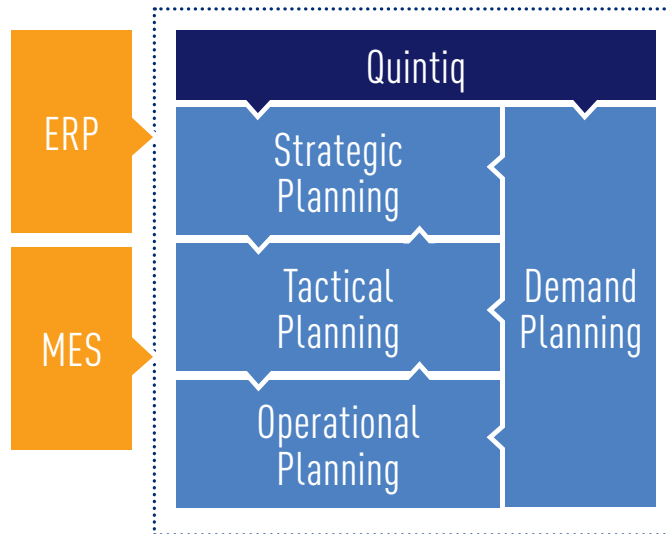 Quintiq
ERP
Strategic
Planning
MES
Tactical
Planning
Demand
Planning
Operational
Planning